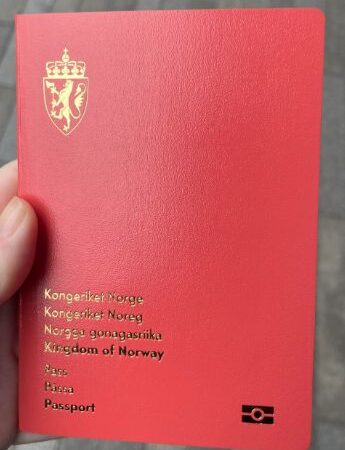 Kongeriket Norge
Kongeriket Noreg
Norgga gonagasriika
Kingdom of Norway
Pass
Passa
Passport